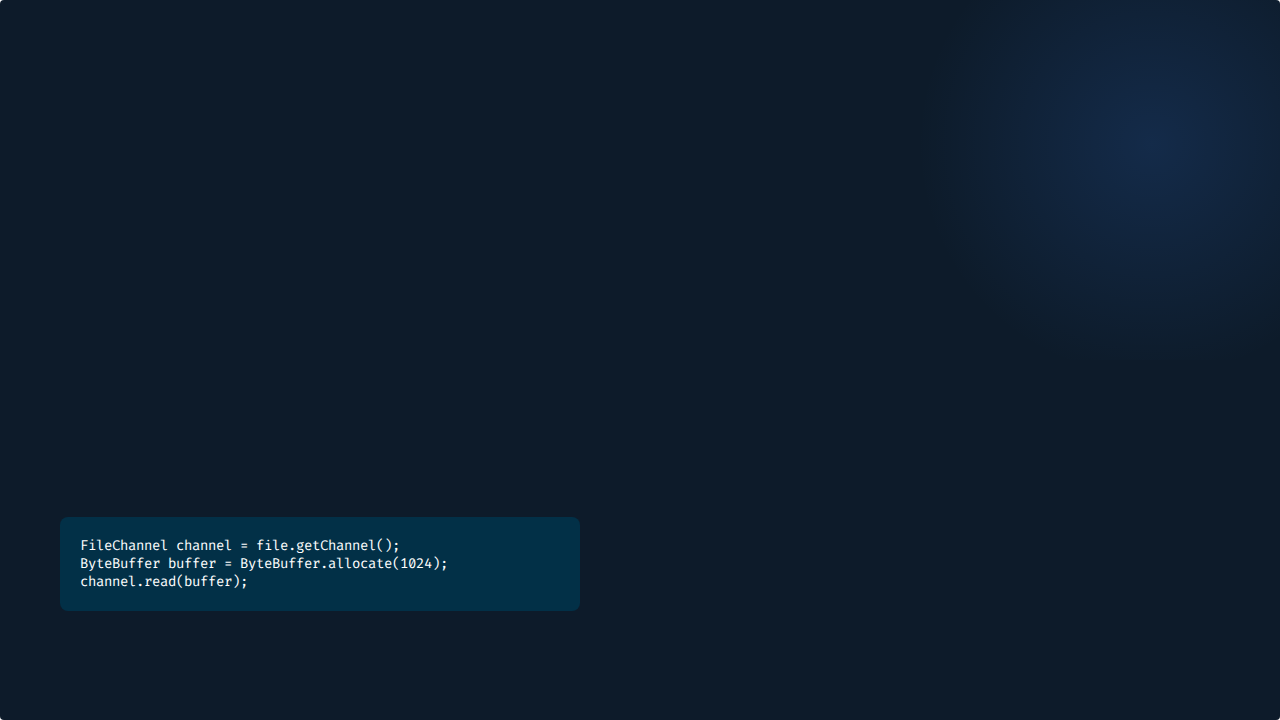 FileChannel channel = file.getChannel();
ByteBuffer buffer = ByteBuffer.allocate(1024);
channel.read(buffer);